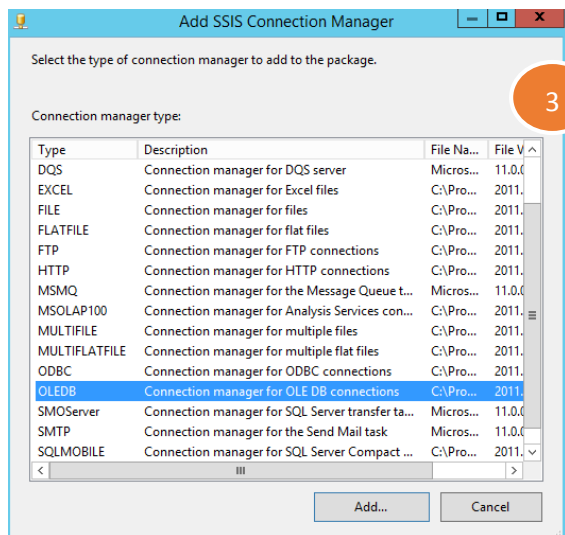 Add SSIS Connection Manager
Select the type of connection manager to add to the package.
3
Connection manager type:
Type Description File Na... File V
DQS Connection manager for DQS server Micros... 11.0.0
EXCEL Connection manager for Excel files C:\Pro... 2011.
FILE Connection manager for files C:\Pro... 2011.
FLATFILE Connection manager for flat files C:\Pro... 2011.
FTP Connection manager for FTP connections C:\Pro... 2011.
HTTP Connection manager for HTTP connections C:\Pro... 2011.
MSMQ Connection manager for the Message Queue t... Micros... 11.0.0
MSOLAP100 Connection manager for Analysis Services con... C:\Pro... 2011.
MULTIFILE Connection manager for multiple files C:\Pro... 2011.
MULTIFLATFILE Connection manager for multiple flat files C:\Pro... 2011.
ODBC Connection manager for ODBC connections C:\Pro... 2011.
OLEDB Connection manager for OLE DB connections C:\Pro... 2011.
SMOServer Connection manager for SQL Server transfer ta... Micros... 11.0.0
SMTP Connection manager for the Send Mail task Micros... 11.0.0
SQLMOBILE Connection manager for SQL Server Compact ... C:\Pro... 2011.
Add... Cancel